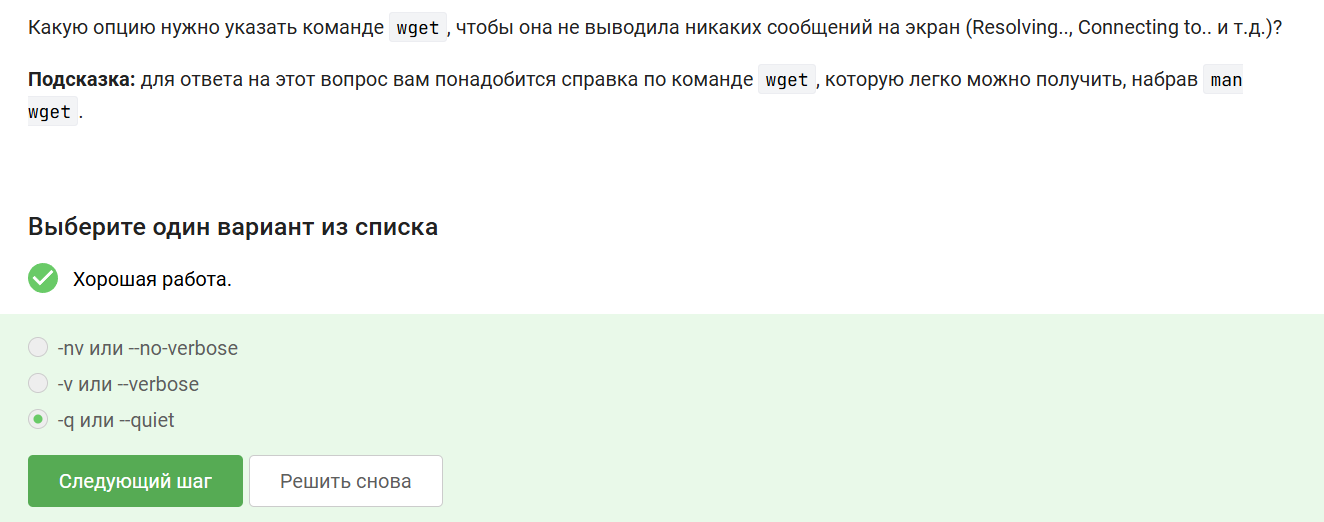 Какую опцию нужно указать команде wget, чтобы она не выводила никаких сообщений на экран (Resolving.., Connecting to.. и т.д.)?
Подсказка: для ответа на этот вопрос вам понадобится справка по команде wget, которую легко можно получить, набрав man
wget.
Выберите один вариант из списка
Хорошая работа.
-nv или --no-verbose
-v или --verbose
-q или --quiet
Следующий шаг
Решить снова